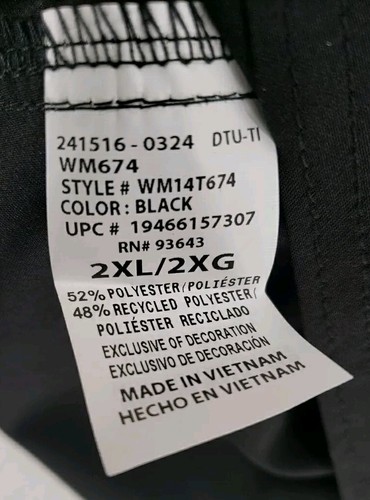 241516 - 0324 DTU-TI
WM674
STYLE # WM14T674
COLOR : BLACK
UPC # 19466157307
RN# 93643
2XL/2XG
52% POLYESTER/POLIÉSTER
48% RECYCLED POLYESTER/
POLIÉSTER RECICLADO
EXCLUSIVE OF DECORATION
EXCLUSIVO DE DECORACIÓN
MADE IN VIETNAM
HECHO EN VIETNAM